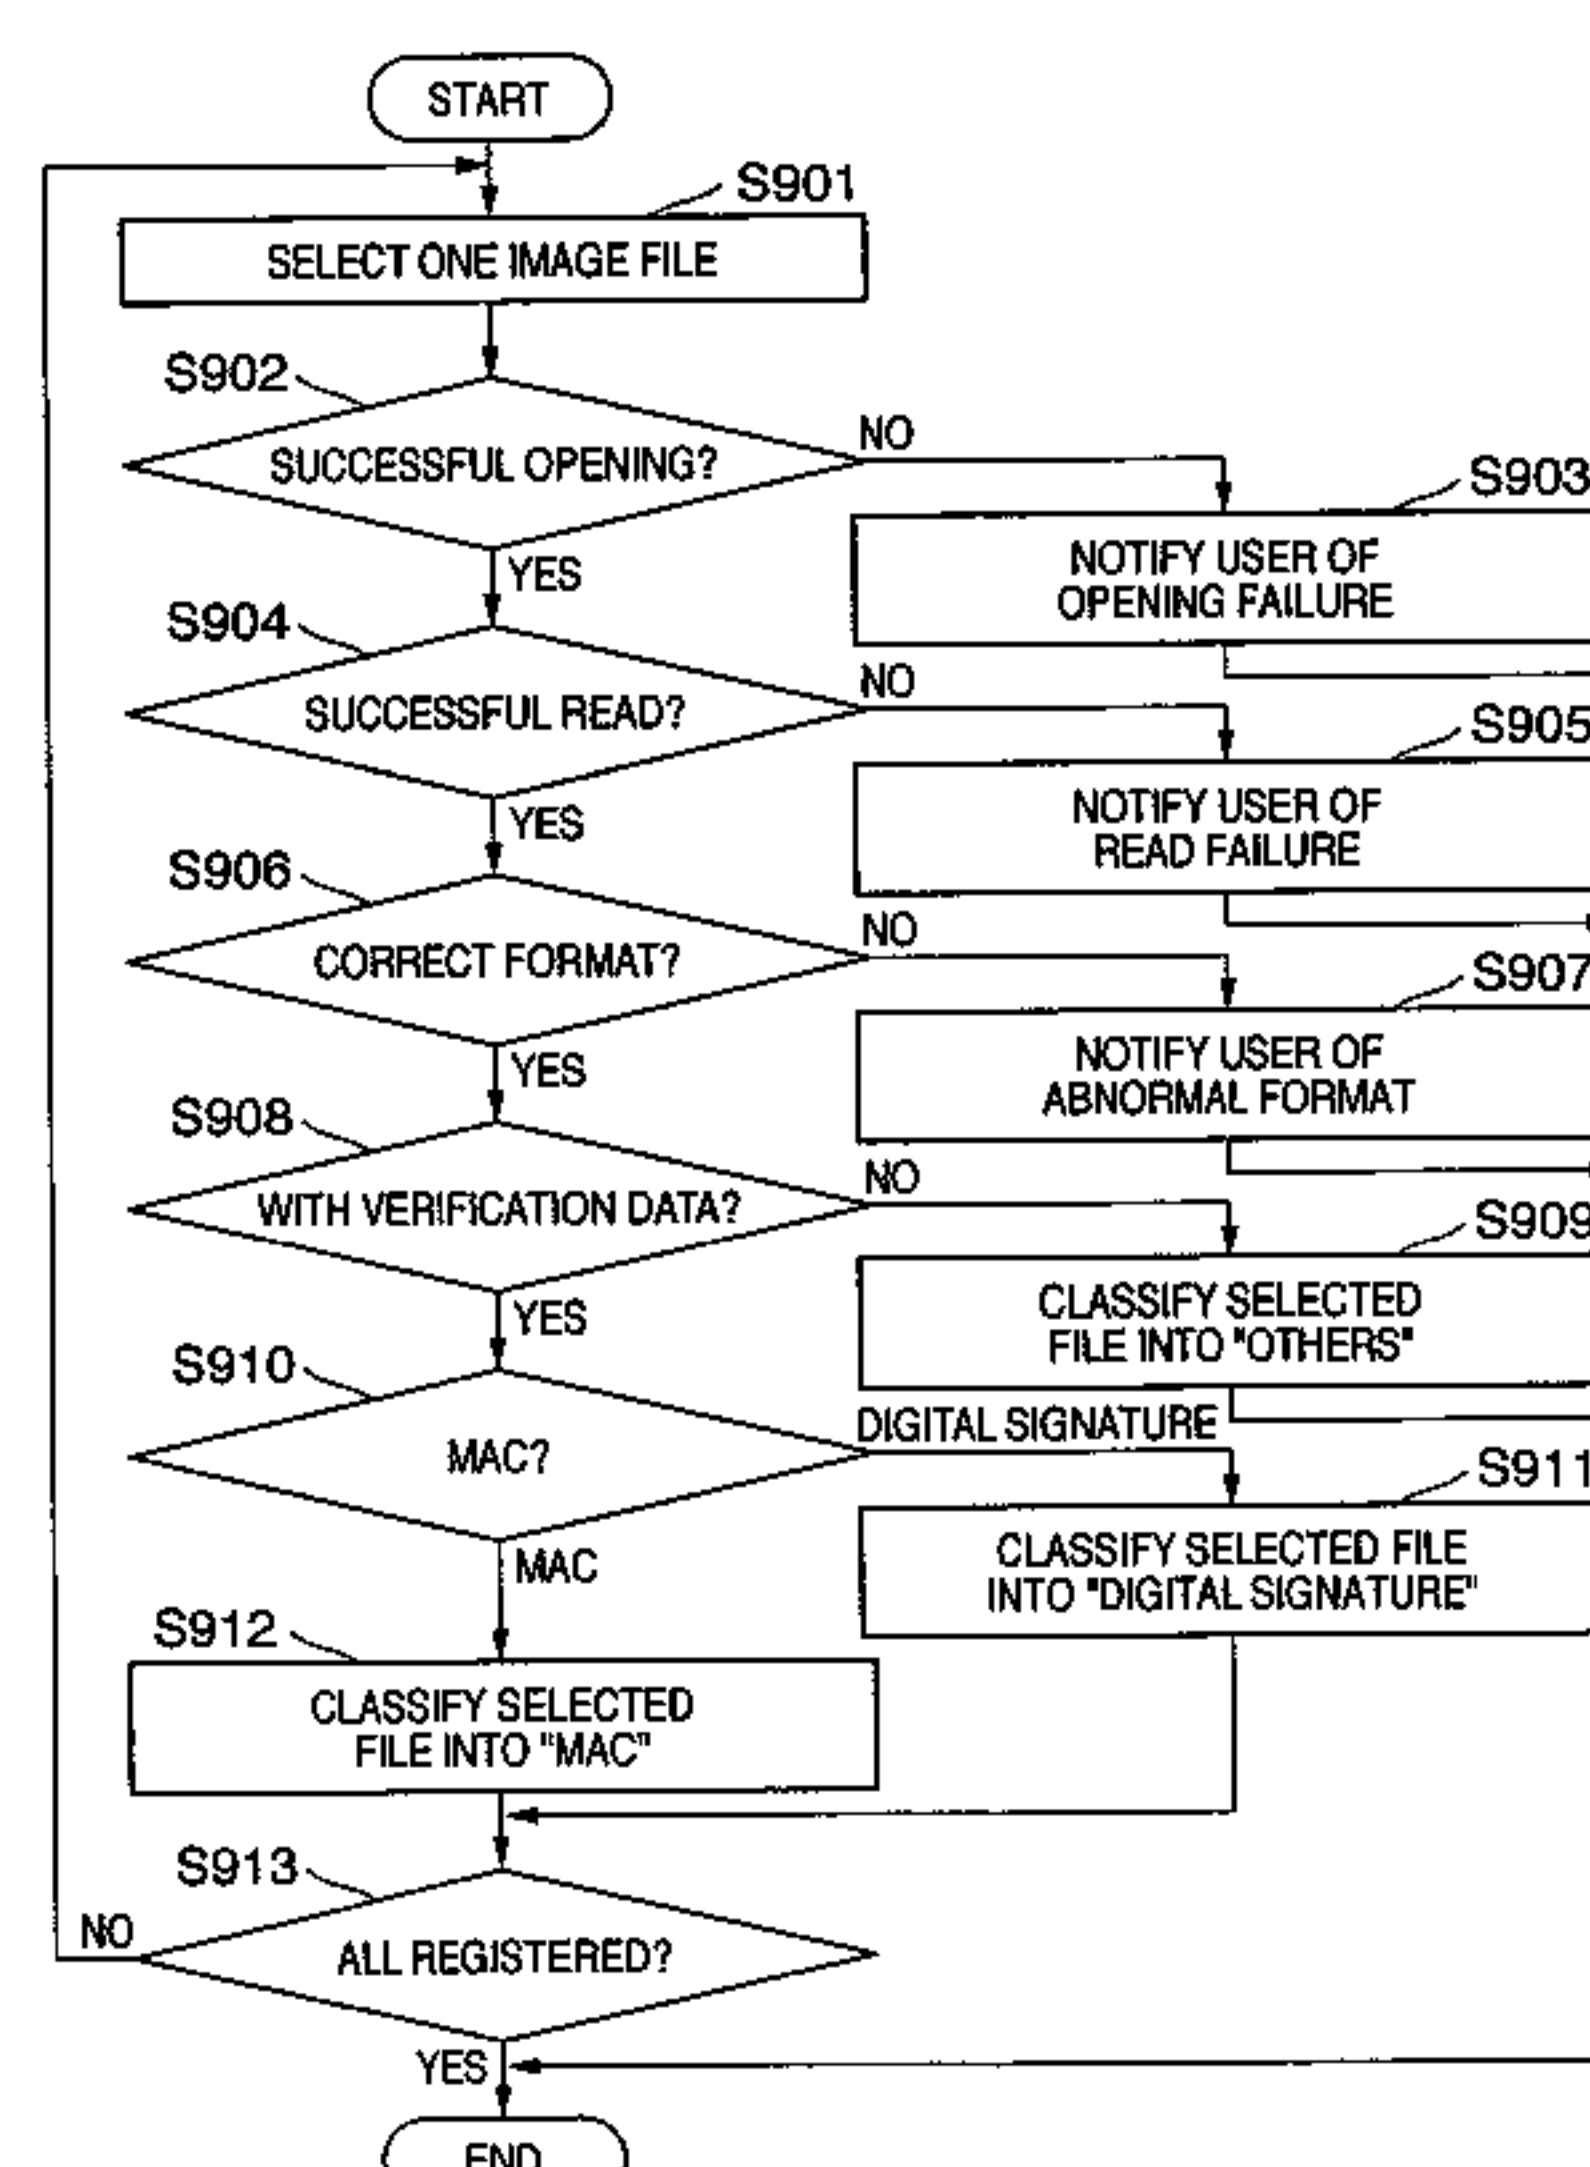 START
S901
SELECT ONE IMAGE FILE
S902
SUCCESSFUL OPENING?
NO
YES
S903
NOTIFY USER OF
OPENING FAILURE
S904
SUCCESSFUL READ?
NO
YES
S905
NOTIFY USER OF
READ FAILURE
S906
CORRECT FORMAT?
NO
YES
S907
NOTIFY USER OF
ABNORMAL FORMAT
S908
WITH VERIFICATION DATA?
NO
YES
S909
CLASSIFY SELECTED
FILE INTO "OTHERS"
S910
MAC?
DIGITAL SIGNATURE
MAC
S911
CLASSIFY SELECTED FILE
INTO "DIGITAL SIGNATURE"
S912
CLASSIFY SELECTED
FILE INTO "MAC"
S913
ALL REGISTERED?
NO
YES
END